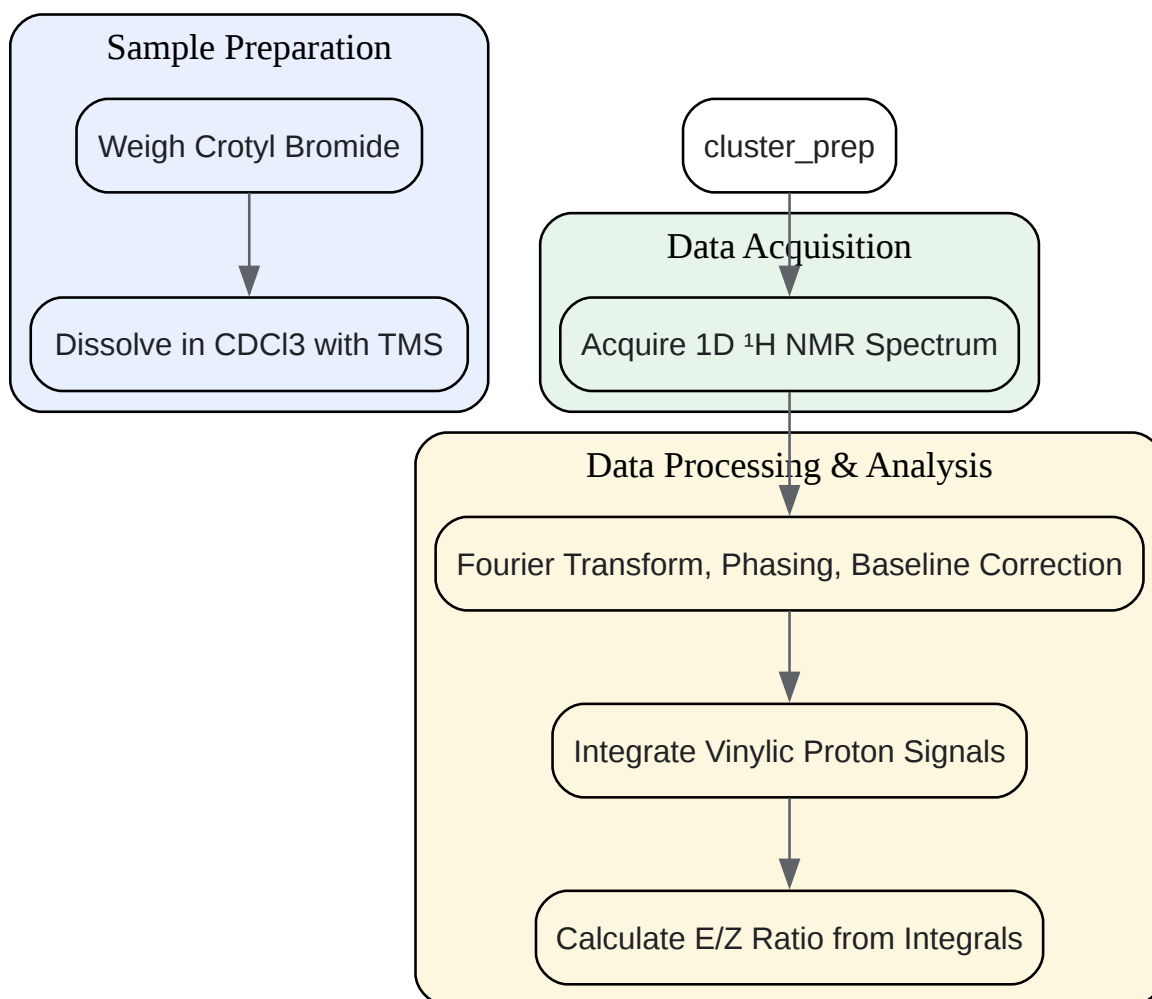 Sample Preparation
Weigh Crotyl Bromide
Dissolve in CDCl3 with TMS
cluster_prep
Data Acquisition
Acquire 1D ¹H NMR Spectrum
Data Processing & Analysis
Fourier Transform, Phasing, Baseline Correction
Integrate Vinylic Proton Signals
Calculate E/Z Ratio from Integrals